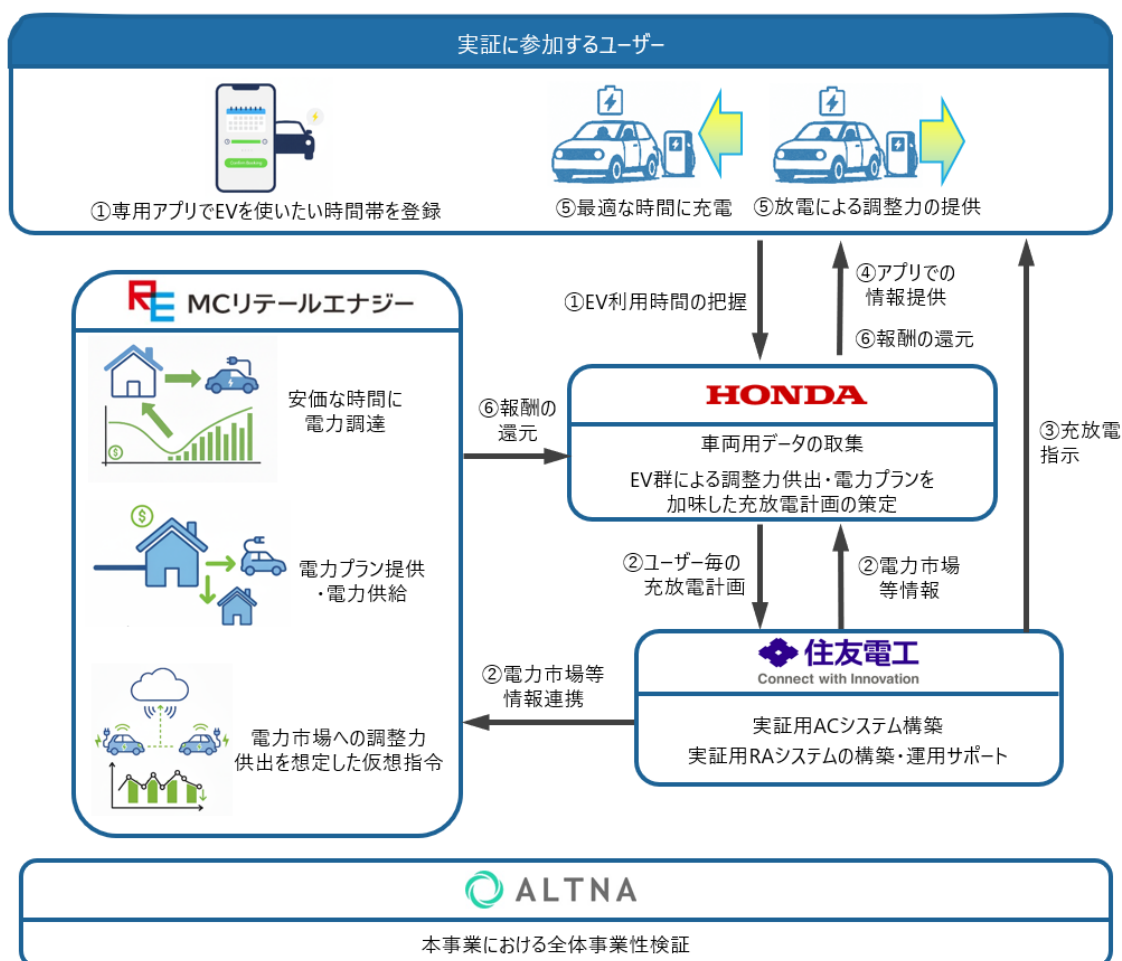 実証に参加するユーザー
①専用アプリでEVを使いたい時間帯を登録
⑤最適な時間に充電
⑤放電による調整力の提供
①EV利用時間の把握
④アプリでの
情報提供
⑥報酬の還元
③充放電
指示
RE MCリテールエナジー
安価な時間に
電力調達
電力プラン提供
・電力供給
電力市場への調整力
供出を想定した仮想指令
⑥報酬の
還元
HONDA
車両用データの収集
EV群による調整力供出・電力プランを
加味した充放電計画の策定
②ユーザー毎の
充放電計画
②電力市場
等情報
②電力市場等
情報連携
住友電工
Connect with Innovation
実証用ACシステム構築
実証用RAシステムの構築・運用サポート
ALTNA
本事業における全体事業性検証